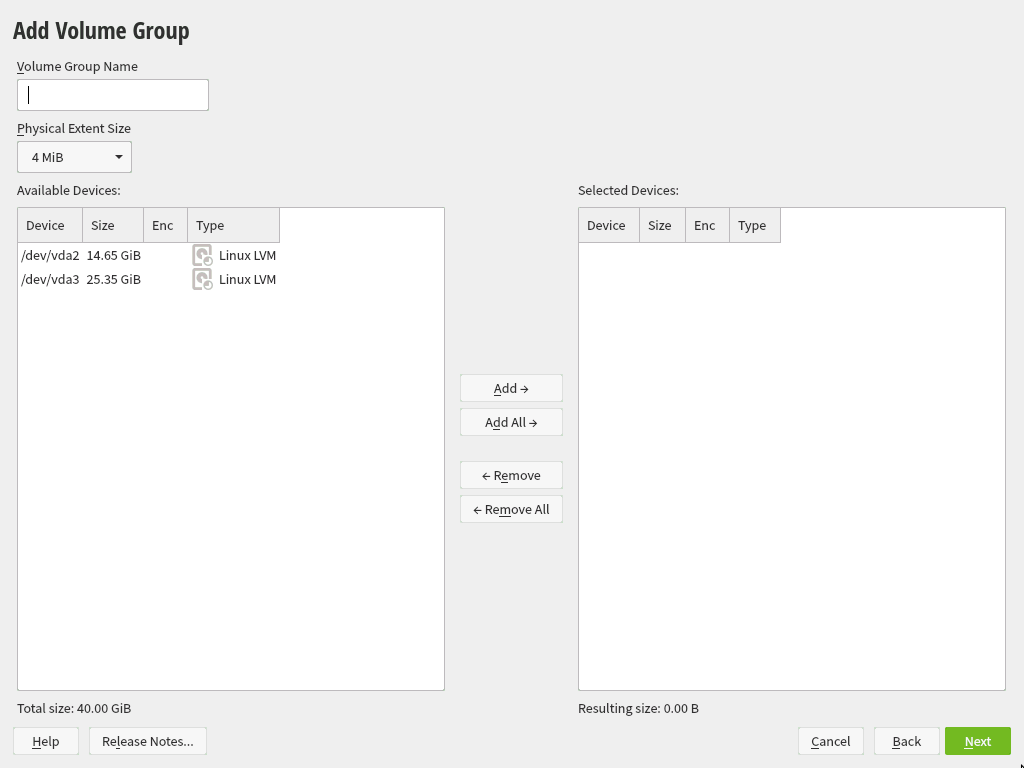 Add Volume Group
Volume Group Name
Physical Extent Size
4 MiB
Available Devices:
Device Size Enc Type
/dev/vda2 14.65 GiB Linux LVM
/dev/vda3 25.35 GiB Linux LVM
Total size: 40.00 GiB
Add →
Add All →
← Remove
← Remove All
Selected Devices:
Device Size Enc Type
Resulting size: 0.00 B
Help Release Notes... Cancel Back Next